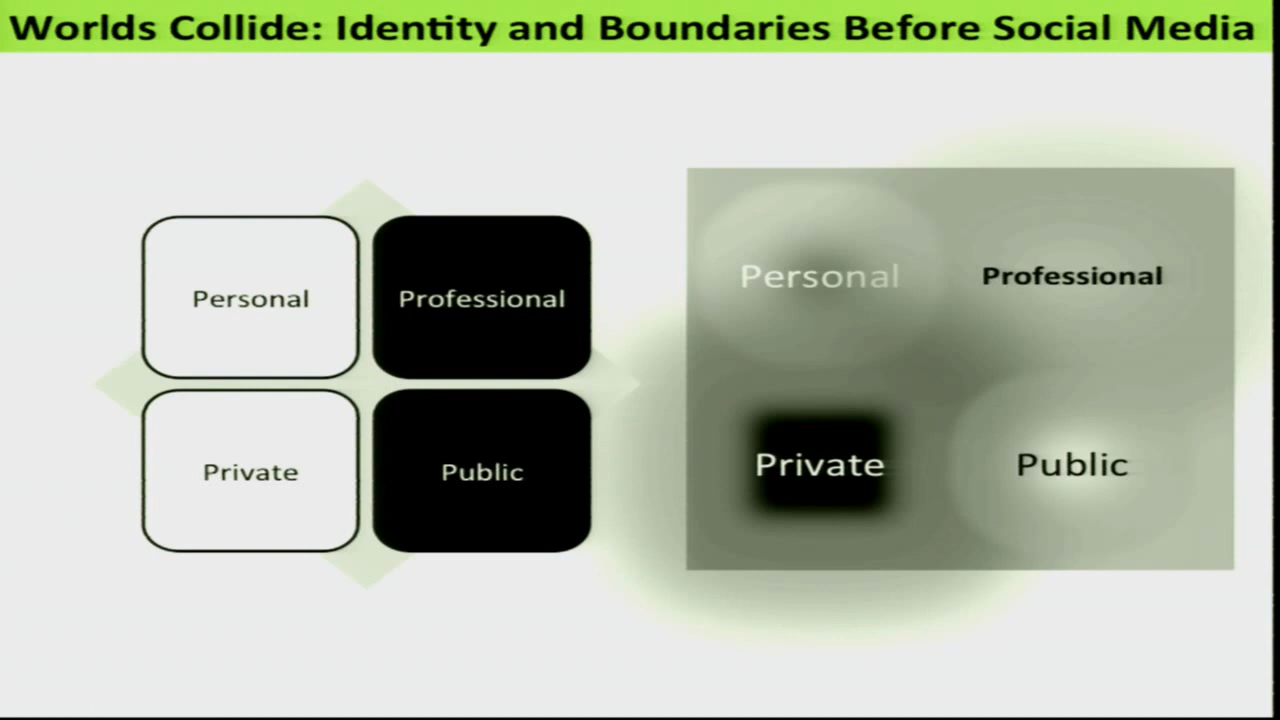 Worlds Collide: Identity and Boundaries Before Social Media
Personal
Professional
Private
Public
Personal
Professional
Private
Public